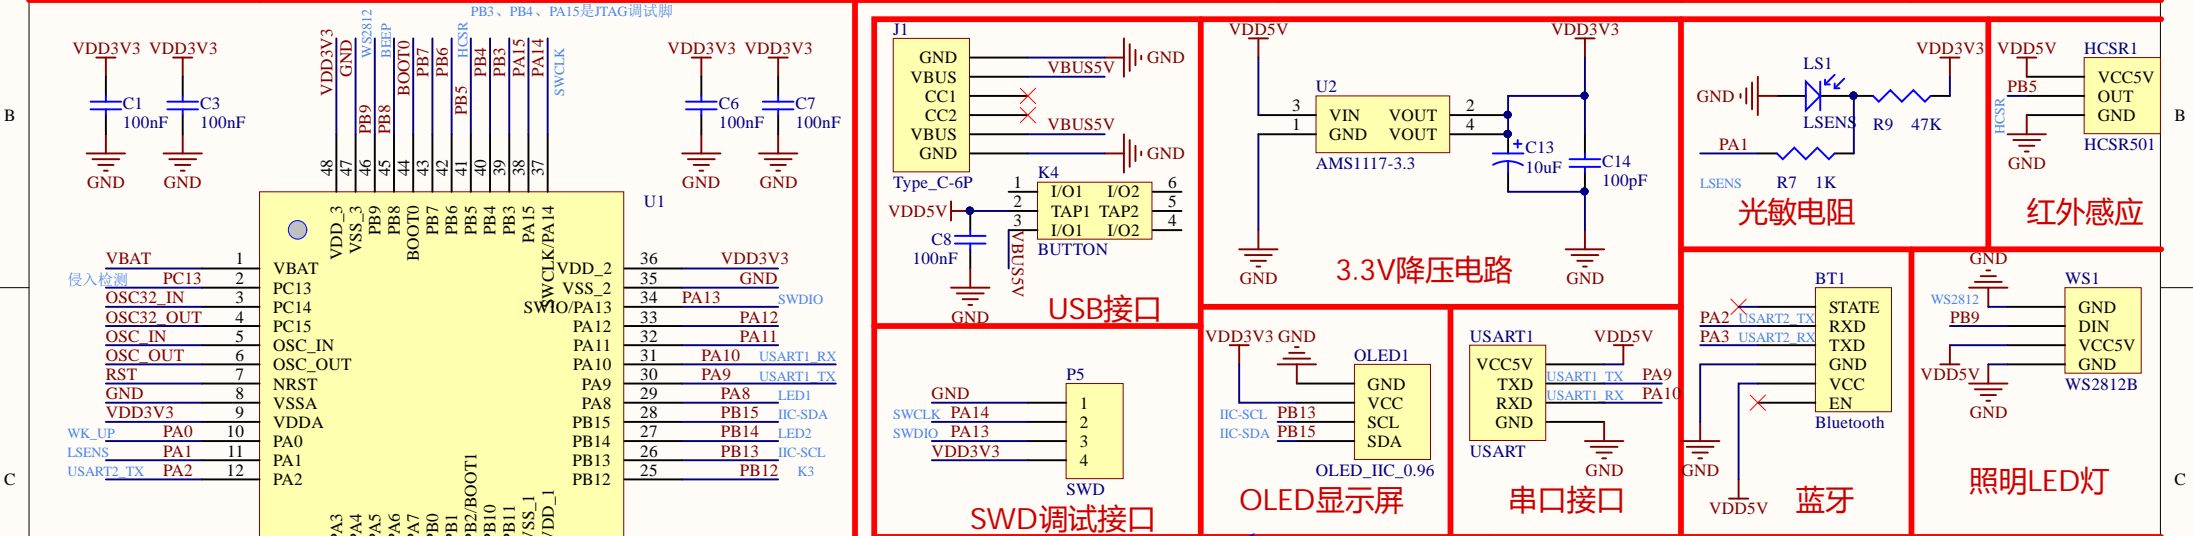 PB3、PB4、PA15是JTAG调试脚
B
C
VDD3V3 VDD3V3
C1
100nF
C3
100nF
GND
GND
VDD3V3
GND
WS2812
PB9
BEEP
PB8
BOOT0
PB7
PB6
HCSR
PB5
PB4
PB3
PA15
PA14
SWCLK
48
47
46
45
44
43
42
41
40
39
38
37
VDD3V3 VDD3V3
C6
100nF
C7
100nF
GND
GND
U1
VDD_3
VSS_3
PB9
PB8
BOOT0
PB7
PB6
PB5
PB4
PB3
PA15
SWCLK/PA14
VBAT 1 VBAT
侵入检测 PC13 2 PC13
OSC32_IN 3 PC14
OSC32_OUT 4 PC15
OSC_IN 5 OSC_IN
OSC_OUT 6 OSC_OUT
RST 7 NRST
GND 8 VSSA
VDD3V3 9 VDDA
WK_UP PA0 10 PA0
LSENS PA1 11 PA1
USART2_TX PA2 12 PA2
VDD_2 36 VDD3V3
VSS_2 35 GND
SWIO/PA13 34 PA13 SWDIO
PA12 33 PA12
PA11 32 PA11
PA10 31 PA10 USART1_RX
PA9 30 PA9 USART1_TX
PA8 29 PA8 LED1
PB15 28 PB15 IIC-SDA
PB14 27 PB14 LED2
PB13 26 PB13 IIC-SCL
PB12 25 PB12 K3
PA3
PA4
PA5
PA6
PA7
PB0
PB1
PB2/BOOT1
PB10
PB11
VSS_1
VDD_1
J1
GND GND
VBUS VBUS5V
CC1
CC2
VBUS VBUS5V
GND GND
Type_C-6P
K4
1 I/O1 I/O2 6
VDD5V 2 TAP1 TAP2 5
3 I/O1 I/O2 4
BUTTON
VBUS5V
C8
100nF
GND
USB接口
VDD5V
U2
3 VIN VOUT 2
1 GND VOUT 4
AMS1117-3.3
VDD3V3
C13
10uF
C14
100pF
GND
GND
3.3V降压电路
LS1
VDD3V3
GND
LSENS
R9 47K
PA1
LSENS
R7 1K
光敏电阻
HCSR1
VDD5V VCC5V
PB5 OUT
HCSR
GND
GND
HCSR501
红外感应
B
C
P5
GND 1
SWCLK PA14 2
SWDIO PA13 3
VDD3V3 4
SWD
SWD调试接口
VDD3V3 GND
OLED1
GND
VCC
IIC-SCL PB13 SCL
IIC-SDA PB15 SDA
OLED_IIC_0.96
OLED显示屏
USART1
VDD5V
VCC5V
TXD USART1_TX PA9
RXD USART1_RX PA10
GND
USART
GND
串口接口
BT1
STATE
PA2 USART2_TX RXD
PA3 USART2_RX TXD
GND
VCC
EN
Bluetooth
GND
VDD5V
蓝牙
GND
WS1
WS2812
GND
PB9 DIN
VCC5V
GND
VDD5V
WS2812B
GND
照明LED灯